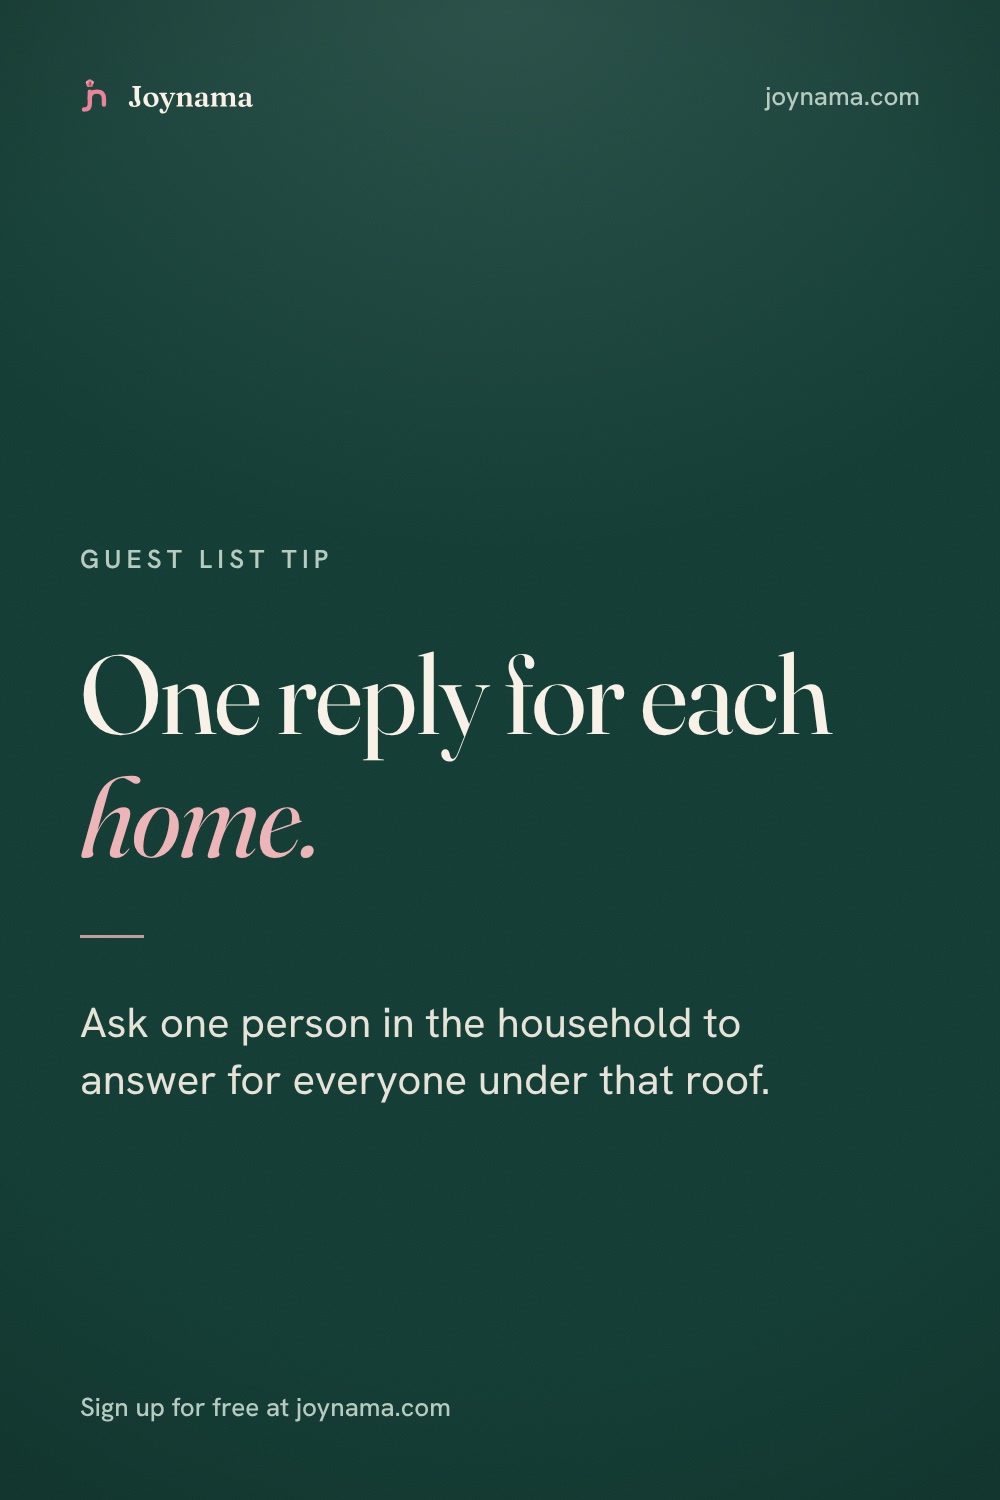 Joynama
joynama.com
GUEST LIST TIP
One reply for each
home.
Ask one person in the household to
answer for everyone under that roof.
Sign up for free at joynama.com